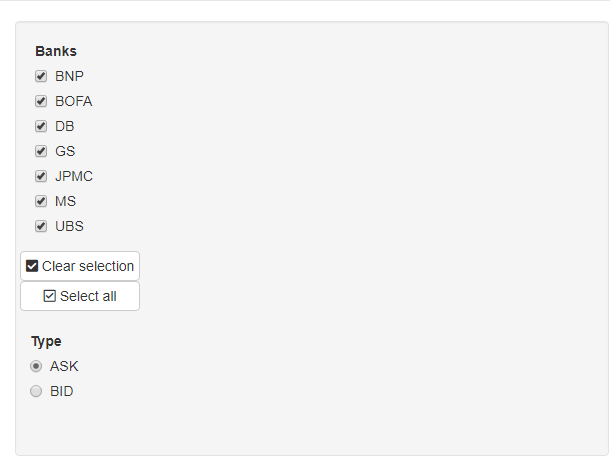 Banks
BNP
BOFA
DB
GS
JPMC
MS
UBS
Clear selection
Select all
Type
ASK
BID